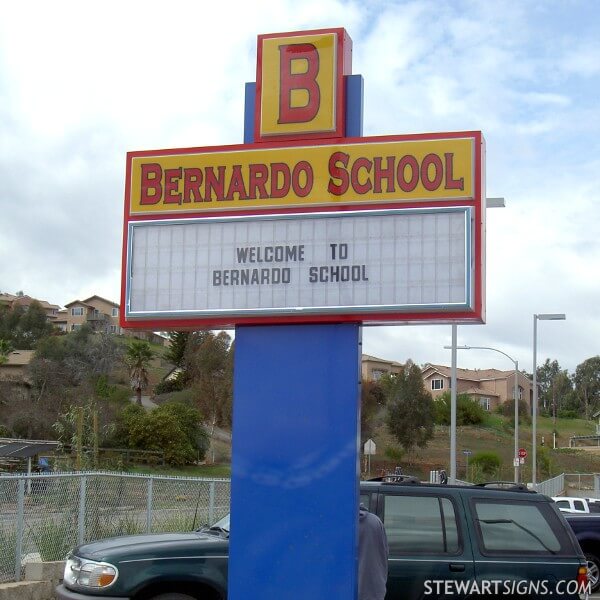 B
BERNARDO SCHOOL
WELCOME TO
BERNARDO SCHOOL
STEWARTSIGNS.COM